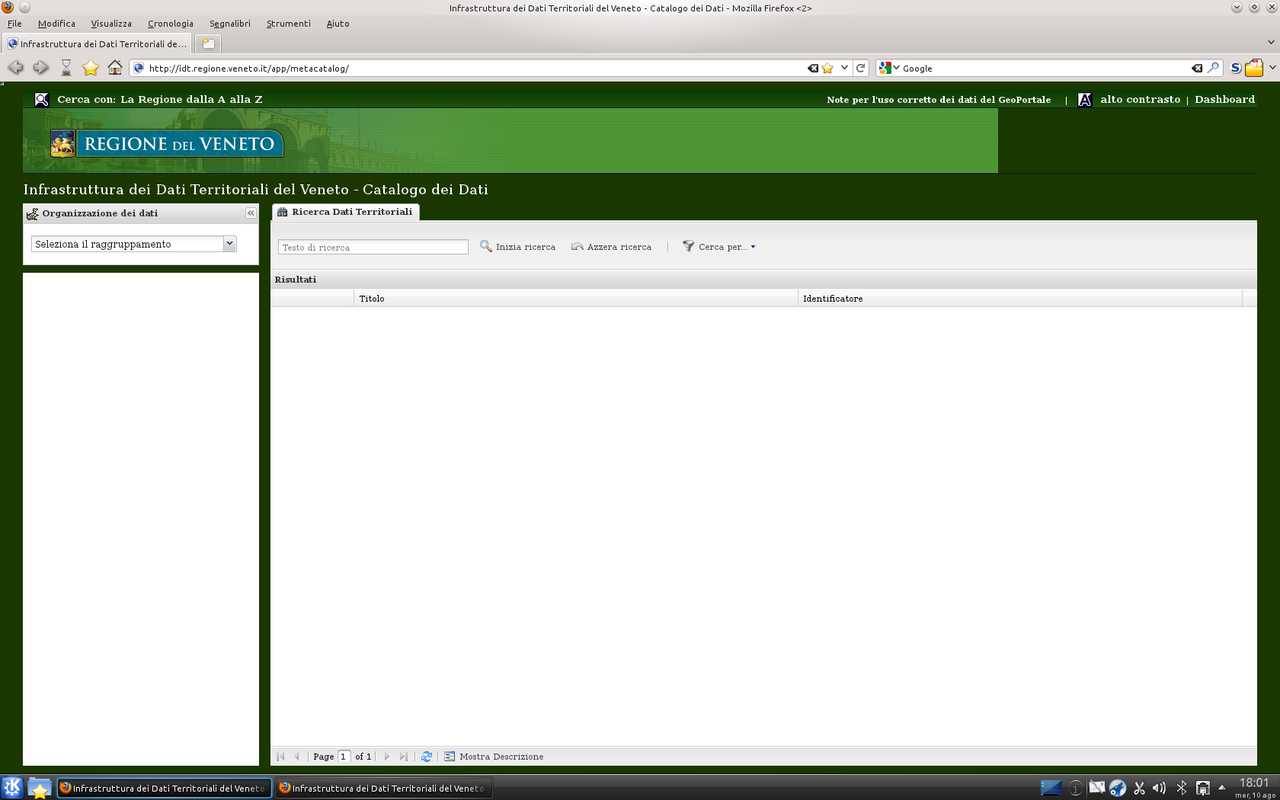 Infrastruttura dei Dati Territoriali del Veneto - Catalogo dei Dati - Mozilla Firefox <2>
File Modifica Visualizza Cronologia Segnalibri Strumenti Aiuto
Infrastruttura dei Dati Territoriali de...
http://idt.regione.veneto.it/app/metacatalog/ Google
Cerca con: La Regione dalla A alla Z Note per l'uso corretto dei dati del GeoPortale | alto contrasto | Dashboard
REGIONE DEL VENETO
Infrastruttura dei Dati Territoriali del Veneto - Catalogo dei Dati
Organizzazione dei dati
Seleziona il raggruppamento
Ricerca Dati Territoriali
Testo di ricerca Inizia ricerca Azzera ricerca Cerca per...
Risultati
Titolo Identificatore
Page 1 of 1 Mostra Descrizione
Infrastruttura dei Dati Territoriali del Veneto Infrastruttura dei Dati Territoriali del Veneto 18:01
mer, 10 ago